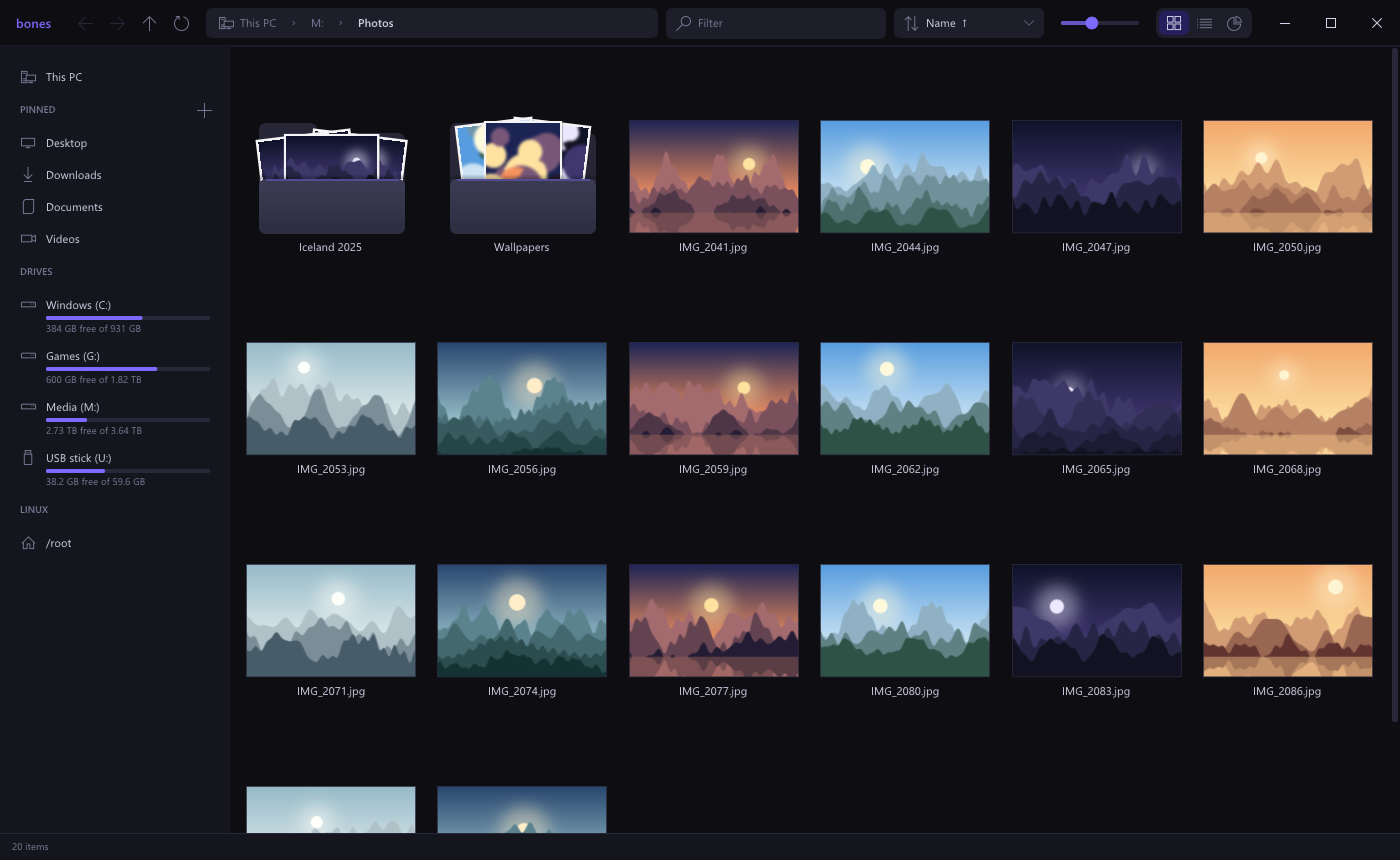 bones
This PC › M: › Photos
Filter
Name ↑
This PC
PINNED
Desktop
Downloads
Documents
Videos
DRIVES
Windows (C:)
384 GB free of 931 GB
Games (G:)
600 GB free of 1.82 TB
Media (M:)
2.73 TB free of 3.64 TB
USB stick (U:)
38.2 GB free of 59.6 GB
LINUX
/root
Iceland 2025
Wallpapers
IMG_2041.jpg
IMG_2044.jpg
IMG_2047.jpg
IMG_2050.jpg
IMG_2053.jpg
IMG_2056.jpg
IMG_2059.jpg
IMG_2062.jpg
IMG_2065.jpg
IMG_2068.jpg
IMG_2071.jpg
IMG_2074.jpg
IMG_2077.jpg
IMG_2080.jpg
IMG_2083.jpg
IMG_2086.jpg
20 items